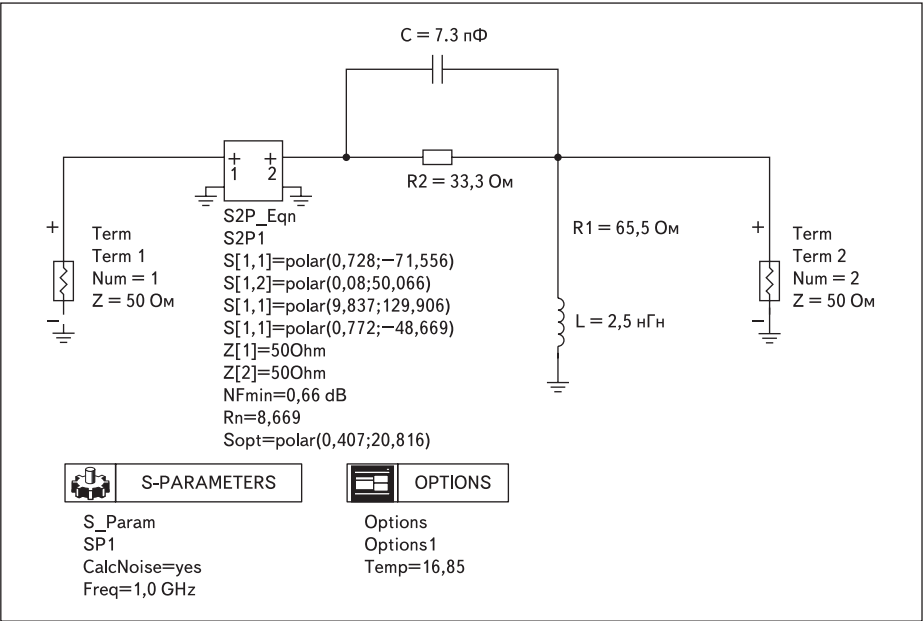 C = 7.3 пФ
+ +
1 2
R2 = 33,3 Ом
S2P_Eqn
S2P1
S[1,1]=polar(0,728;−71,556)
S[1,2]=polar(0,08;50,066)
S[1,1]=polar(9,837;129,906)
S[1,1]=polar(0,772;−48,669)
Z[1]=50Ohm
Z[2]=50Ohm
NFmin=0,66 dB
Rn=8,669
Sopt=polar(0,407;20,816)
+
−
Term
Term 1
Num = 1
Z = 50 Ом
R1 = 65,5 Ом
L = 2,5 нГн
+
−
Term
Term 2
Num = 2
Z = 50 Ом
S-PARAMETERS
S_Param
SP1
CalcNoise=yes
Freq=1,0 GHz
OPTIONS
Options
Options1
Temp=16,85